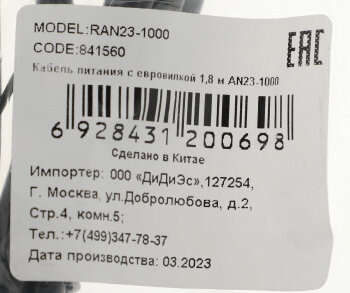 MODEL:RAN23-1000
CODE:841560
EAC
Кабель питания с евровилкой 1,8 м AN23-1000
6 928431 200698
Сделано в Китае
Импортер: ООО «ДиДиЭс»,127254,
Г. Москва, ул.Добролюбова, д.2,
Стр.4, комн.5;
Тел.:+7(499)347-78-37
Дата производства: 03.2023